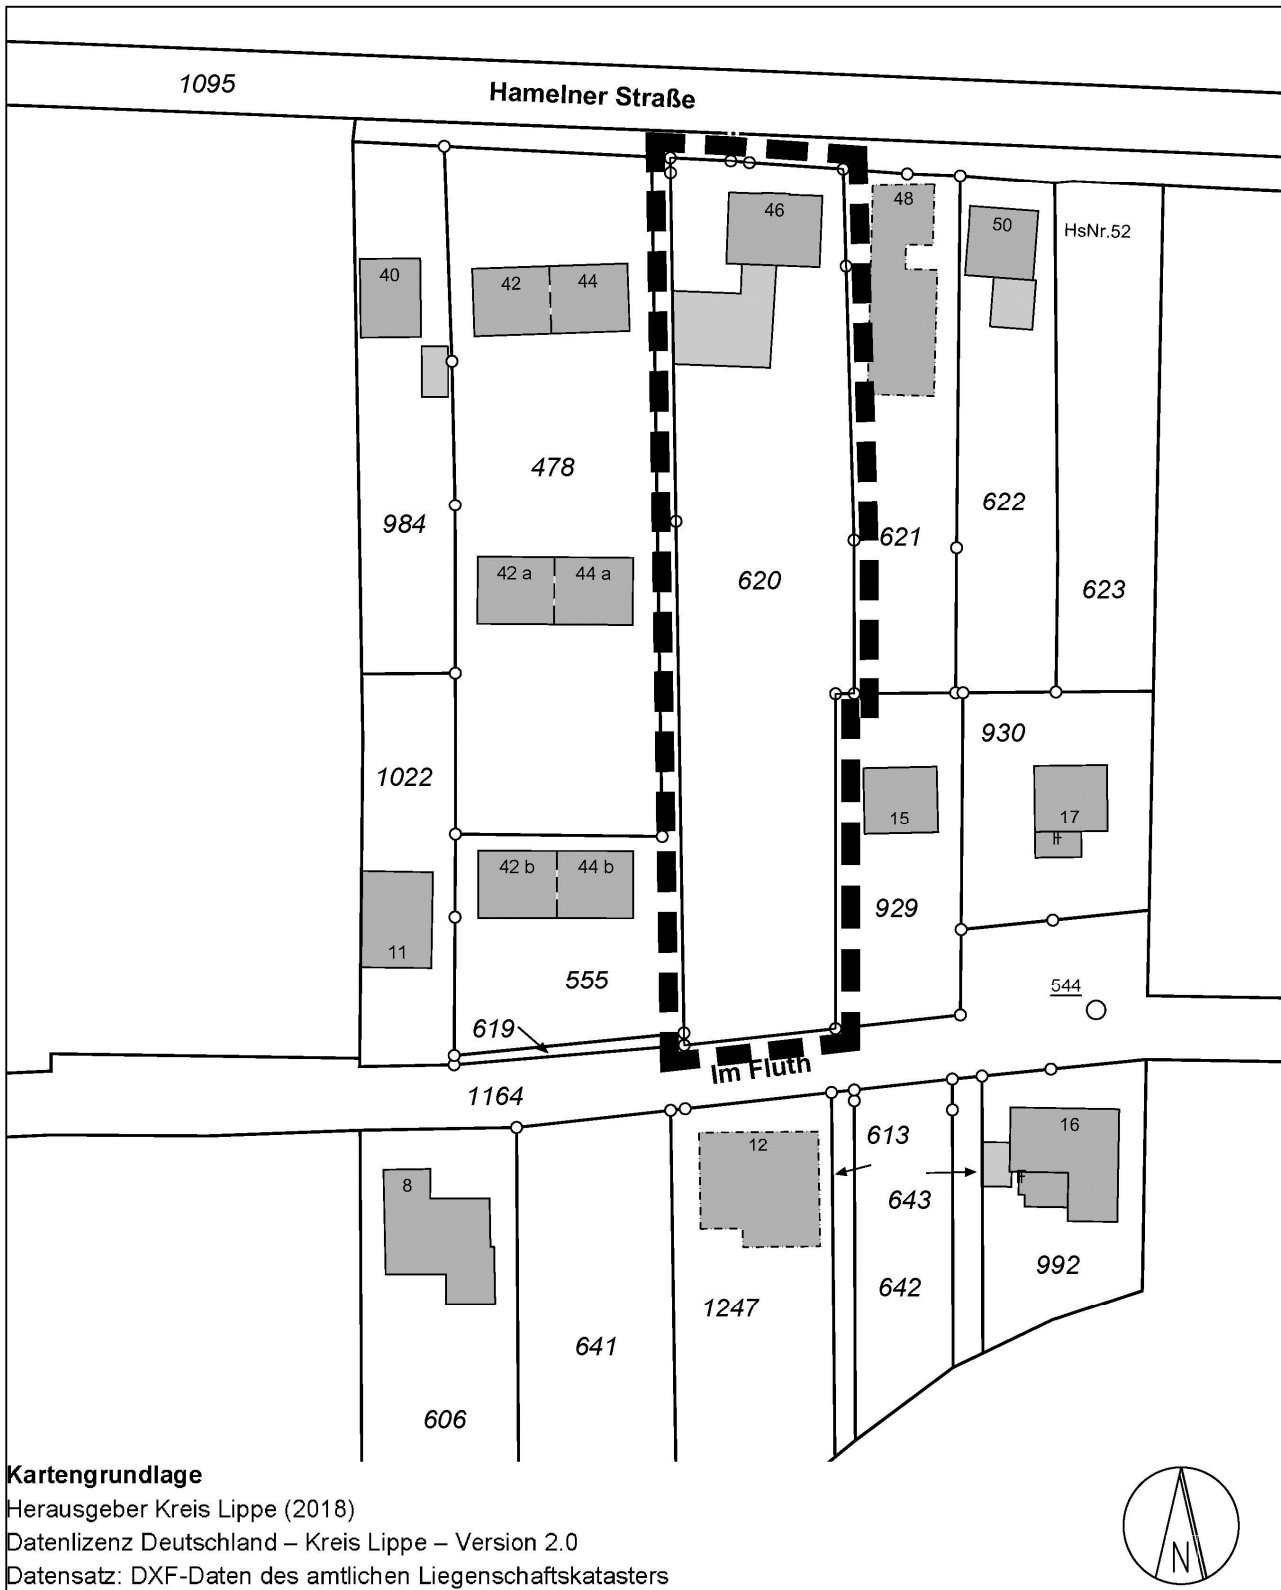 1095
Hamelner Straße
46
48
50
HsNr.52
40
42
44
478
984
622
621
620
623
42 a
44 a
930
1022
15
17
42 b
44 b
929
11
555
544
619
Im Fluth
1164
613
12
16
8
643
992
642
1247
641
606
Kartengrundlage
Herausgeber Kreis Lippe (2018)
Datenlizenz Deutschland – Kreis Lippe – Version 2.0
Datensatz: DXF-Daten des amtlichen Liegenschaftskatasters
N